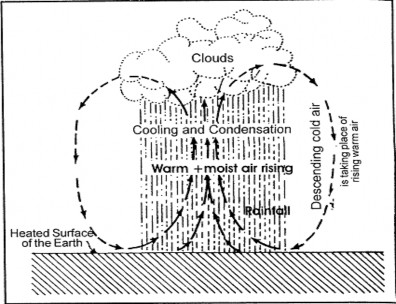 Clouds
Cooling and Condensation
Warm + moist air rising
Rainfall
Descending cold air
is taking place of
rising warm air
Heated Surface
of the Earth